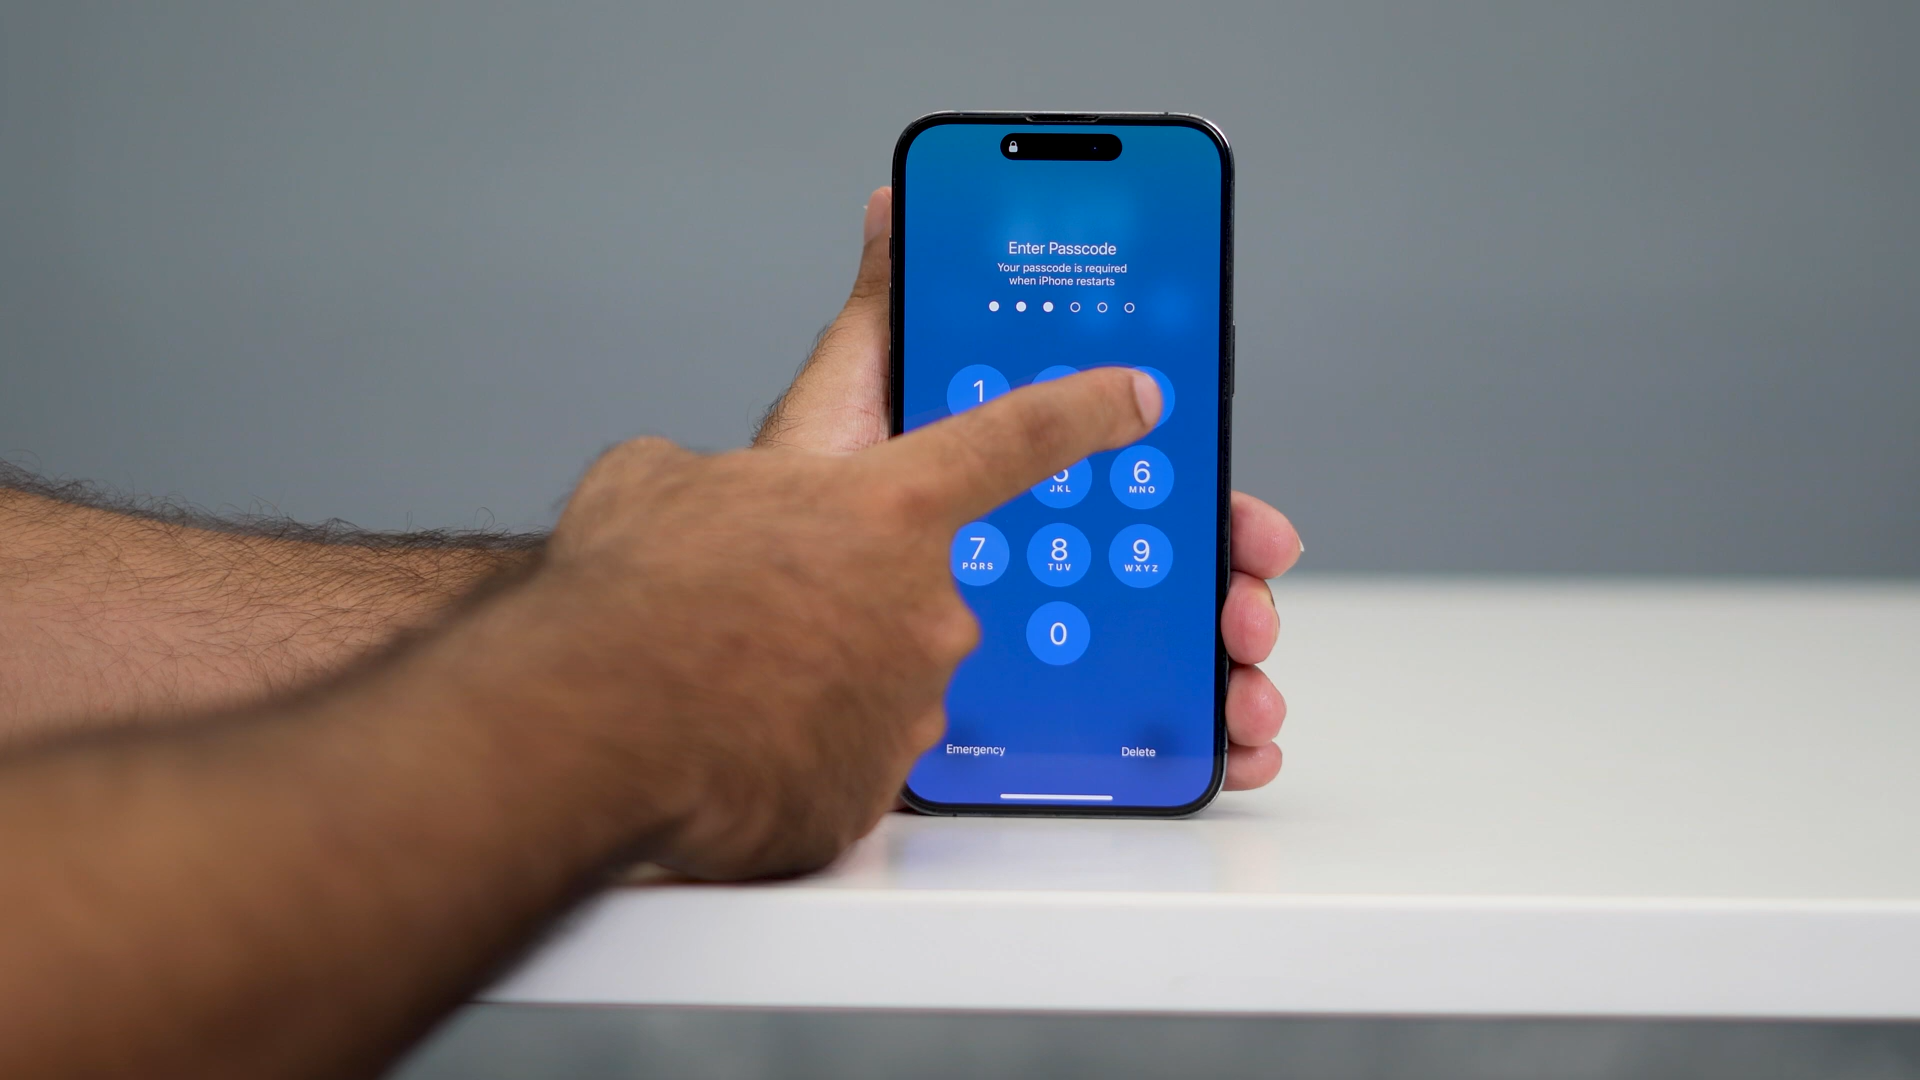 Enter Passcode
Your passcode is required
when iPhone restarts
1
JKL
6
MNO
7
PQRS
8
TUV
9
WXYZ
0
Emergency
Delete